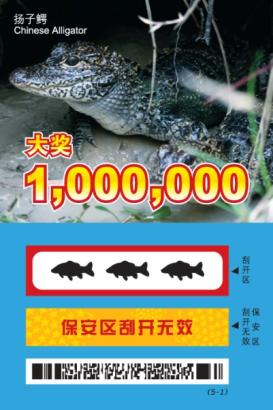 扬子鳄
Chinese Alligator
大奖
1,000,000
刮开区
保安区刮开无效
保安区
刮开无效
(5-1)